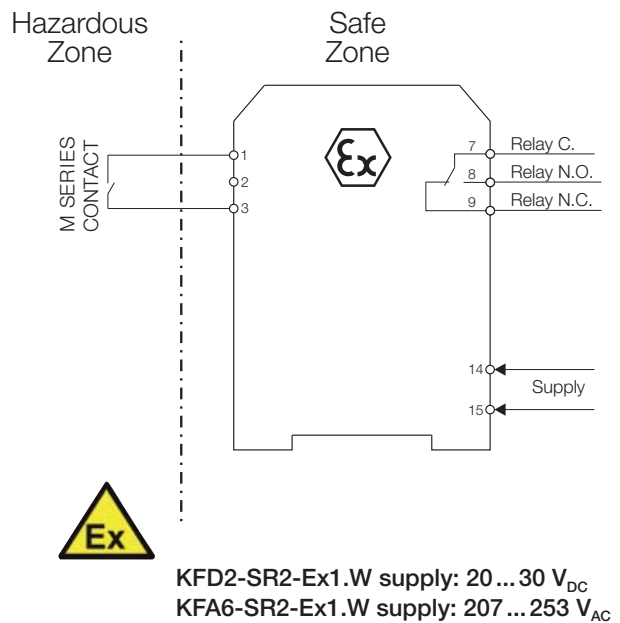 Hazardous
Zone
Safe
Zone
M SERIES
CONTACT
1
2
3
Ex
7
8
9
Relay C.
Relay N.O.
Relay N.C.
14
15
Supply
Ex
KFD2-SR2-Ex1.W supply: 20...30 VDC
KFA6-SR2-Ex1.W supply: 207...253 VAC